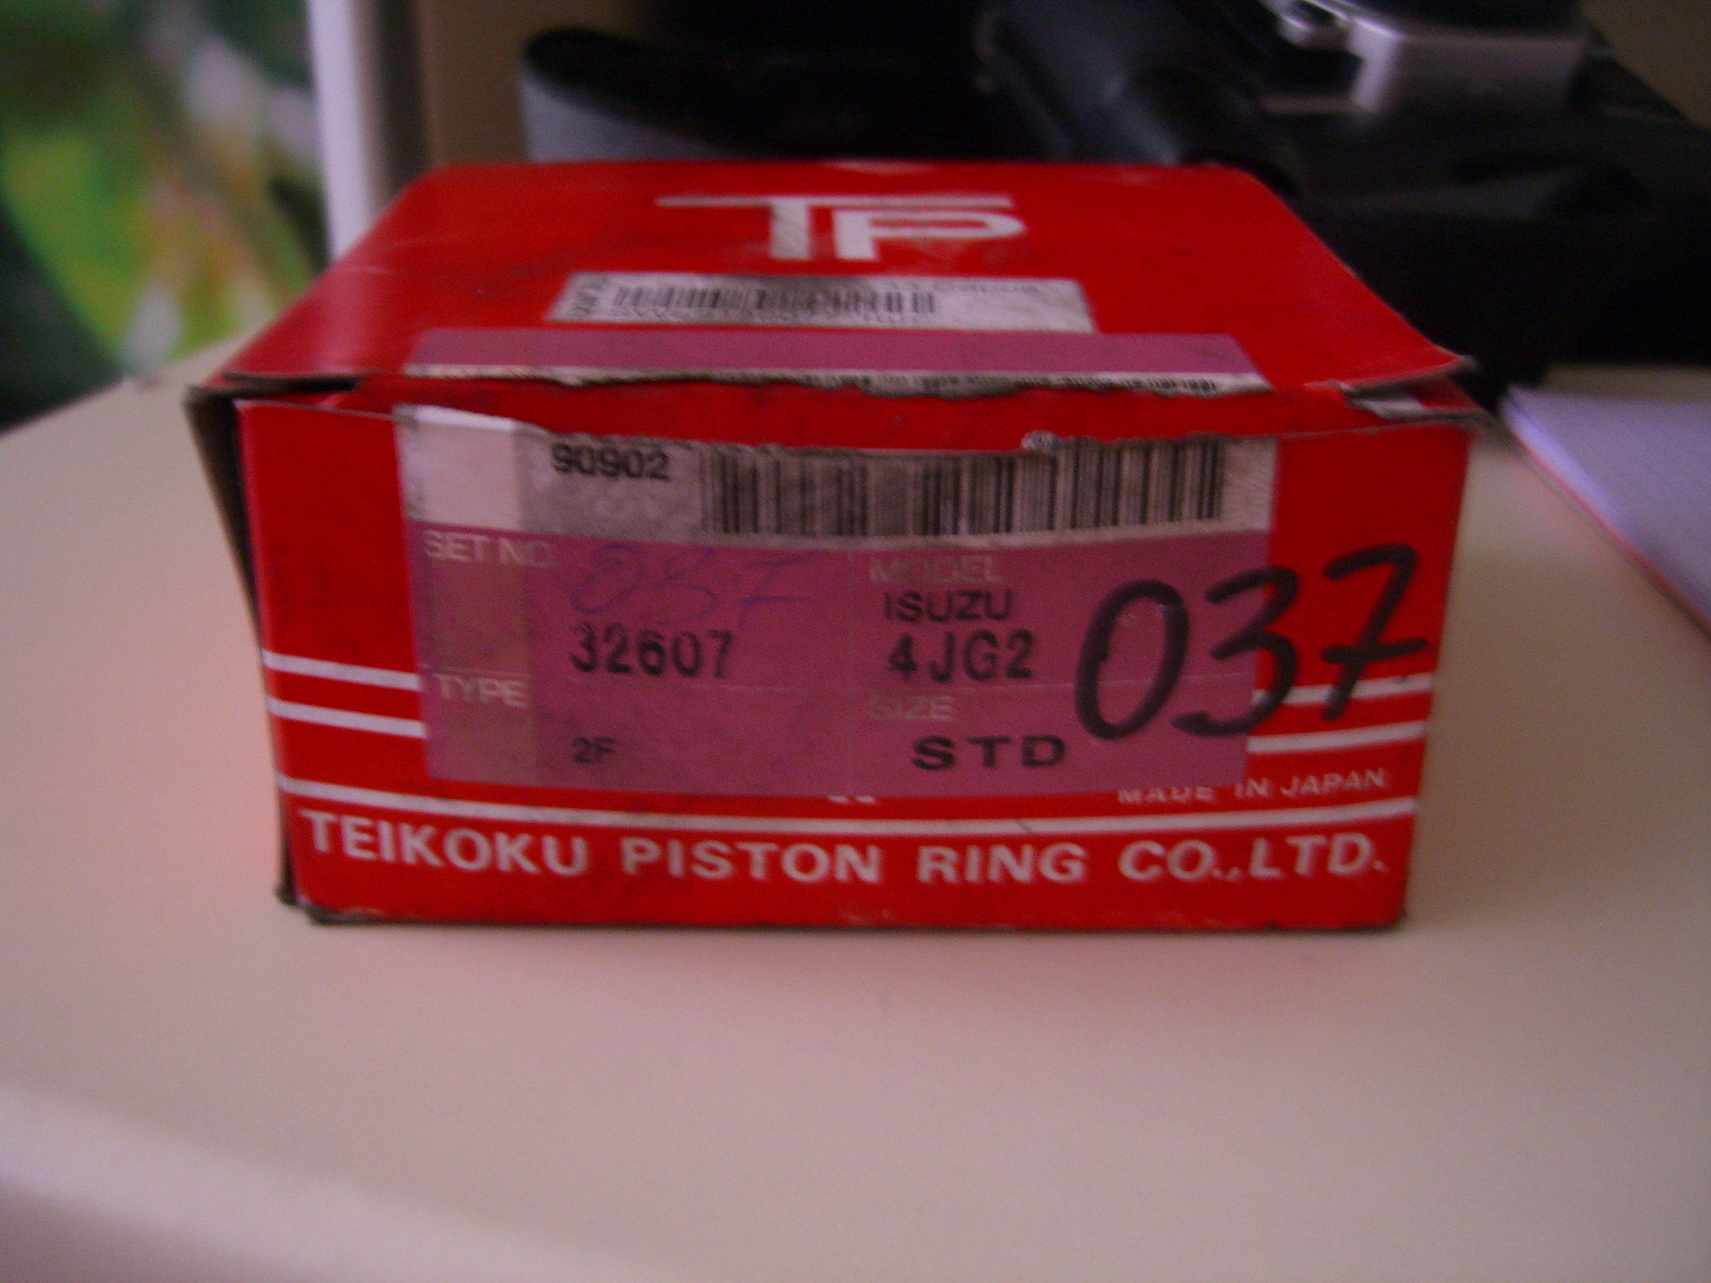 TP
90902
SET NO.
037
32607
MODEL
ISUZU
4JG2
037
TYPE
2F
SIZE
STD
MADE IN JAPAN
TEIKOKU PISTON RING CO.,LTD.